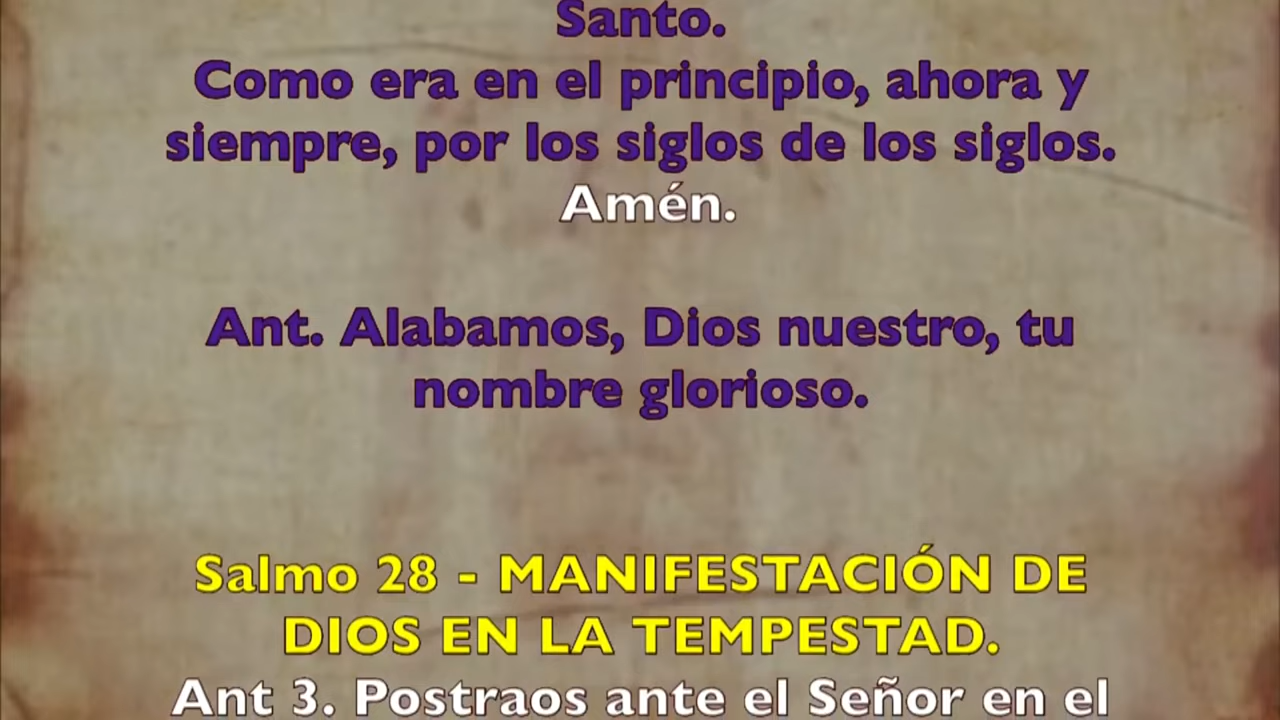 Santo.
Como era en el principio, ahora y
siempre, por los siglos de los siglos.
Amén.
Ant. Alabamos, Dios nuestro, tu
nombre glorioso.
Salmo 28 - MANIFESTACIÓN DE
DIOS EN LA TEMPESTAD.
Ant 3. Postraos ante el Señor en el